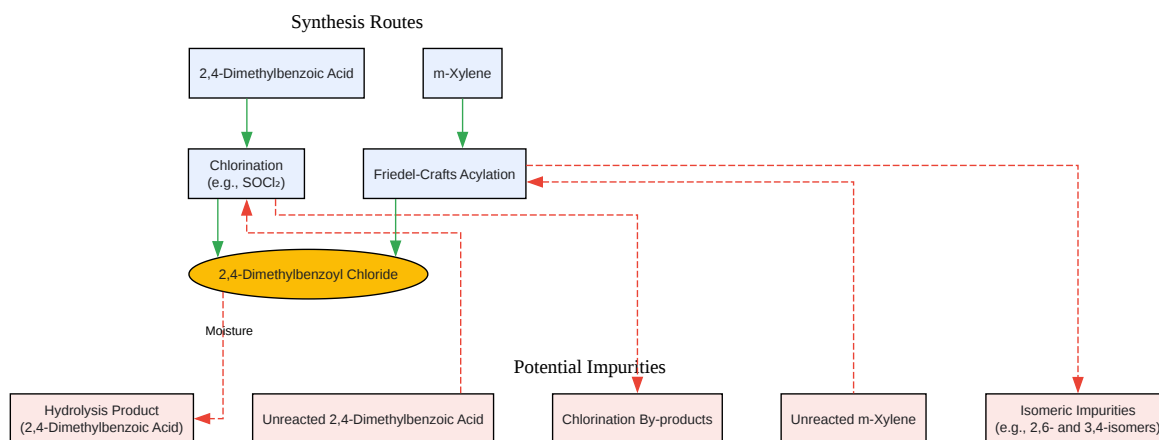 Synthesis Routes
2,4-Dimethylbenzoic Acid
m-Xylene
Chlorination
(e.g., SOCl₂)
Friedel-Crafts Acylation
2,4-Dimethylbenzoyl Chloride
Moisture
Potential Impurities
Hydrolysis Product
(2,4-Dimethylbenzoic Acid)
Unreacted 2,4-Dimethylbenzoic Acid
Chlorination By-products
Unreacted m-Xylene
Isomeric Impurities
(e.g., 2,6- and 3,4-isomers)